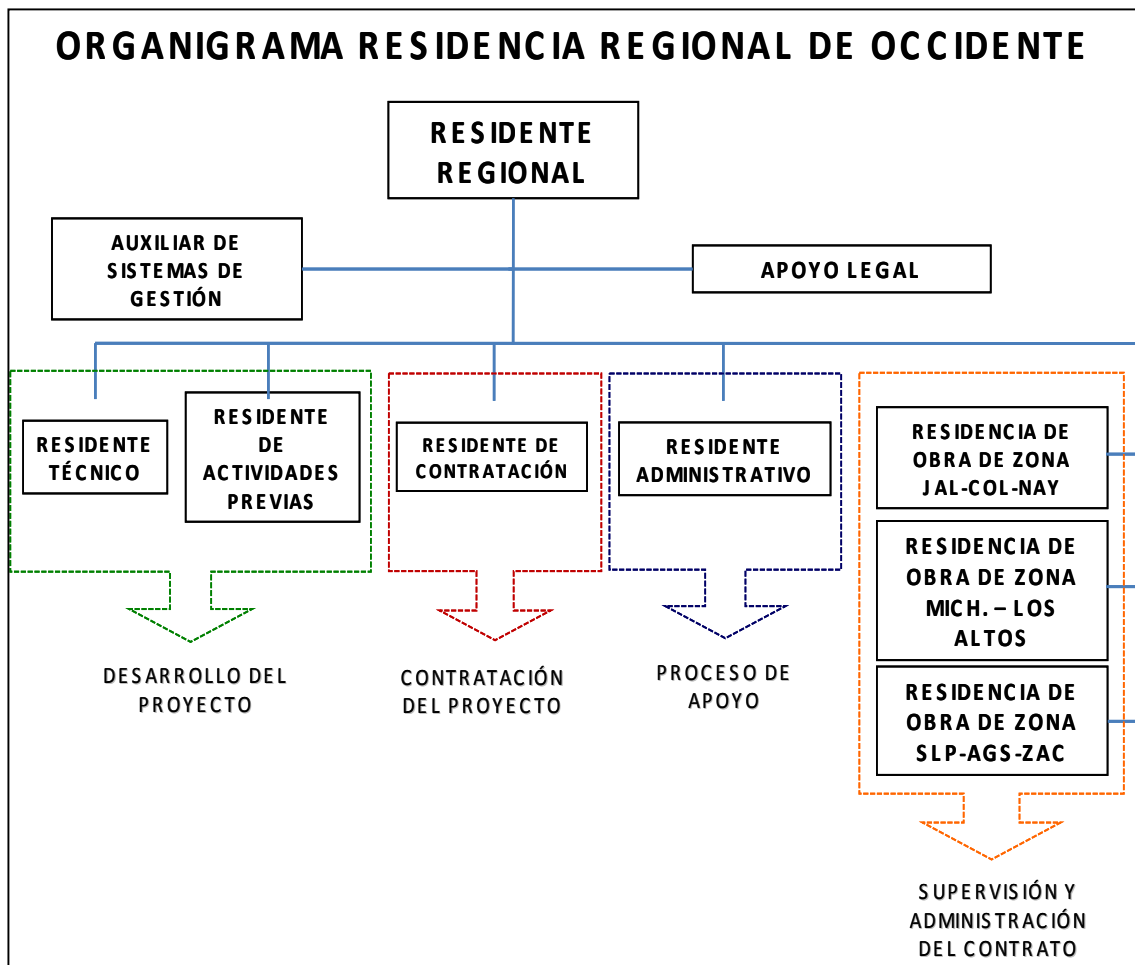 ORGANIGRAMA RESIDENCIA REGIONAL DE OCCIDENTE
RESIDENTE
REGIONAL
AUXILIAR DE
SISTEMAS DE
GESTIÓN
APOYO LEGAL
RESIDENTE
TÉCNICO
RESIDENTE
DE
ACTIVIDADES
PREVIAS
RESIDENTE DE
CONTRATACIÓN
RESIDENTE
ADMINISTRATIVO
RESIDENCIA DE
OBRA DE ZONA
JAL-COL-NAY
RESIDENCIA DE
OBRA DE ZONA
MICH. – LOS
ALTOS
RESIDENCIA DE
OBRA DE ZONA
SLP-AGS-ZAC
DESARROLLO DEL
PROYECTO
CONTRATACIÓN
DEL PROYECTO
PROCESO DE
APOYO
SUPERVISIÓN Y
ADMINISTRACIÓN
DEL CONTRATO